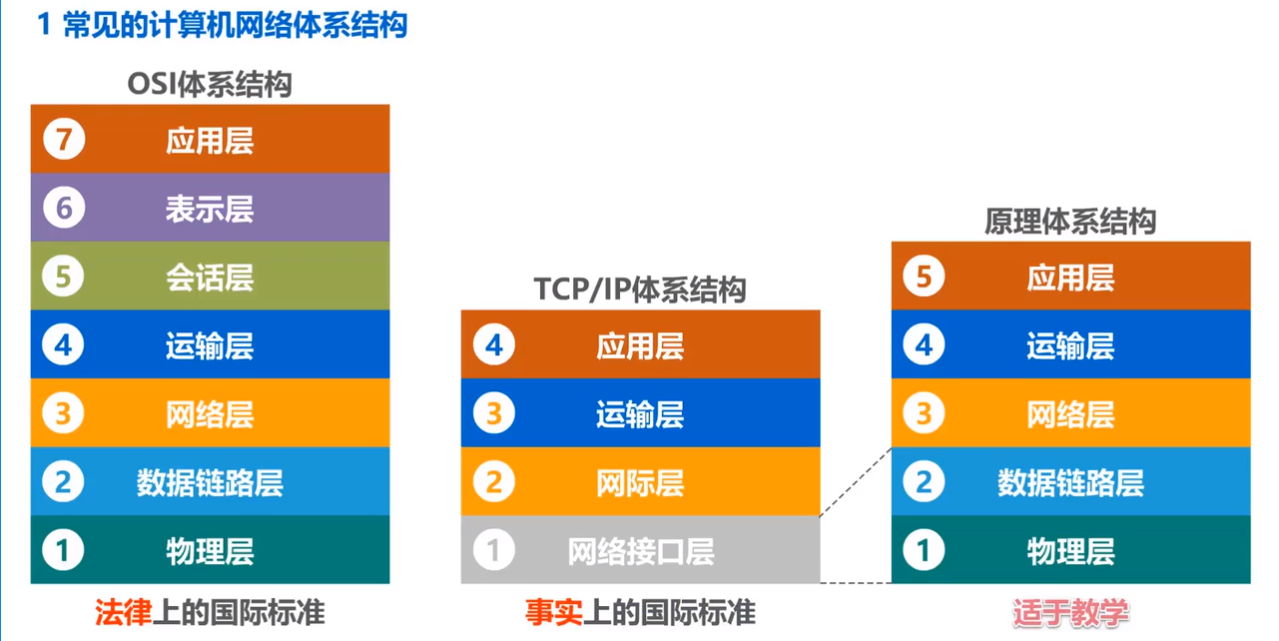 1 常见的计算机网络体系结构
OSI体系结构
7 应用层
6 表示层
5 会话层
4 运输层
3 网络层
2 数据链路层
1 物理层
法律上的国际标准
TCP/IP体系结构
4 应用层
3 运输层
2 网际层
1 网络接口层
事实上的国际标准
原理体系结构
5 应用层
4 运输层
3 网络层
2 数据链路层
1 物理层
适于教学